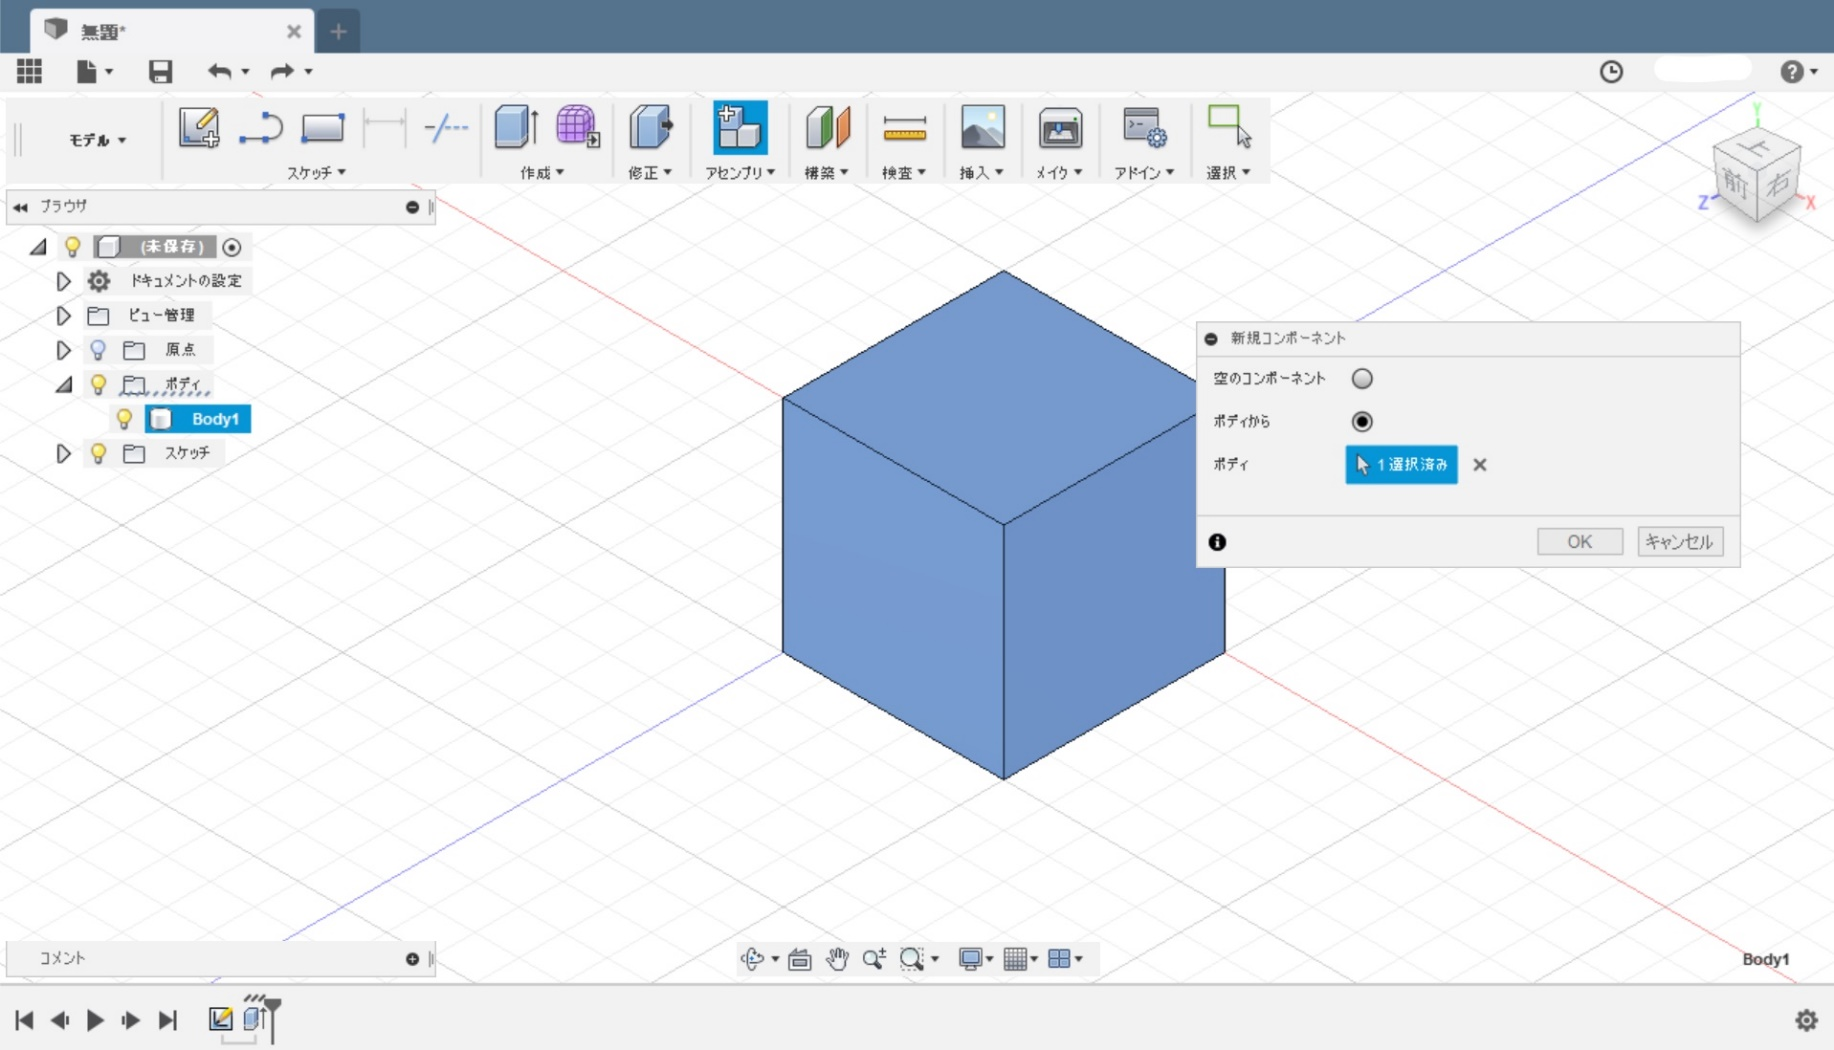 無題*
モデル
スケッチ
作成
修正
アセンブリ
構築
検査
挿入
メイク
アドイン
選択
Y
上
前
右
Z
X
ブラウザ
(未保存)
ドキュメントの設定
ビュー管理
原点
ボディ
Body1
スケッチ
新規コンポーネント
空のコンポーネント
ボディから
ボディ
1 選択済み
OK
キャンセル
コメント
Body1